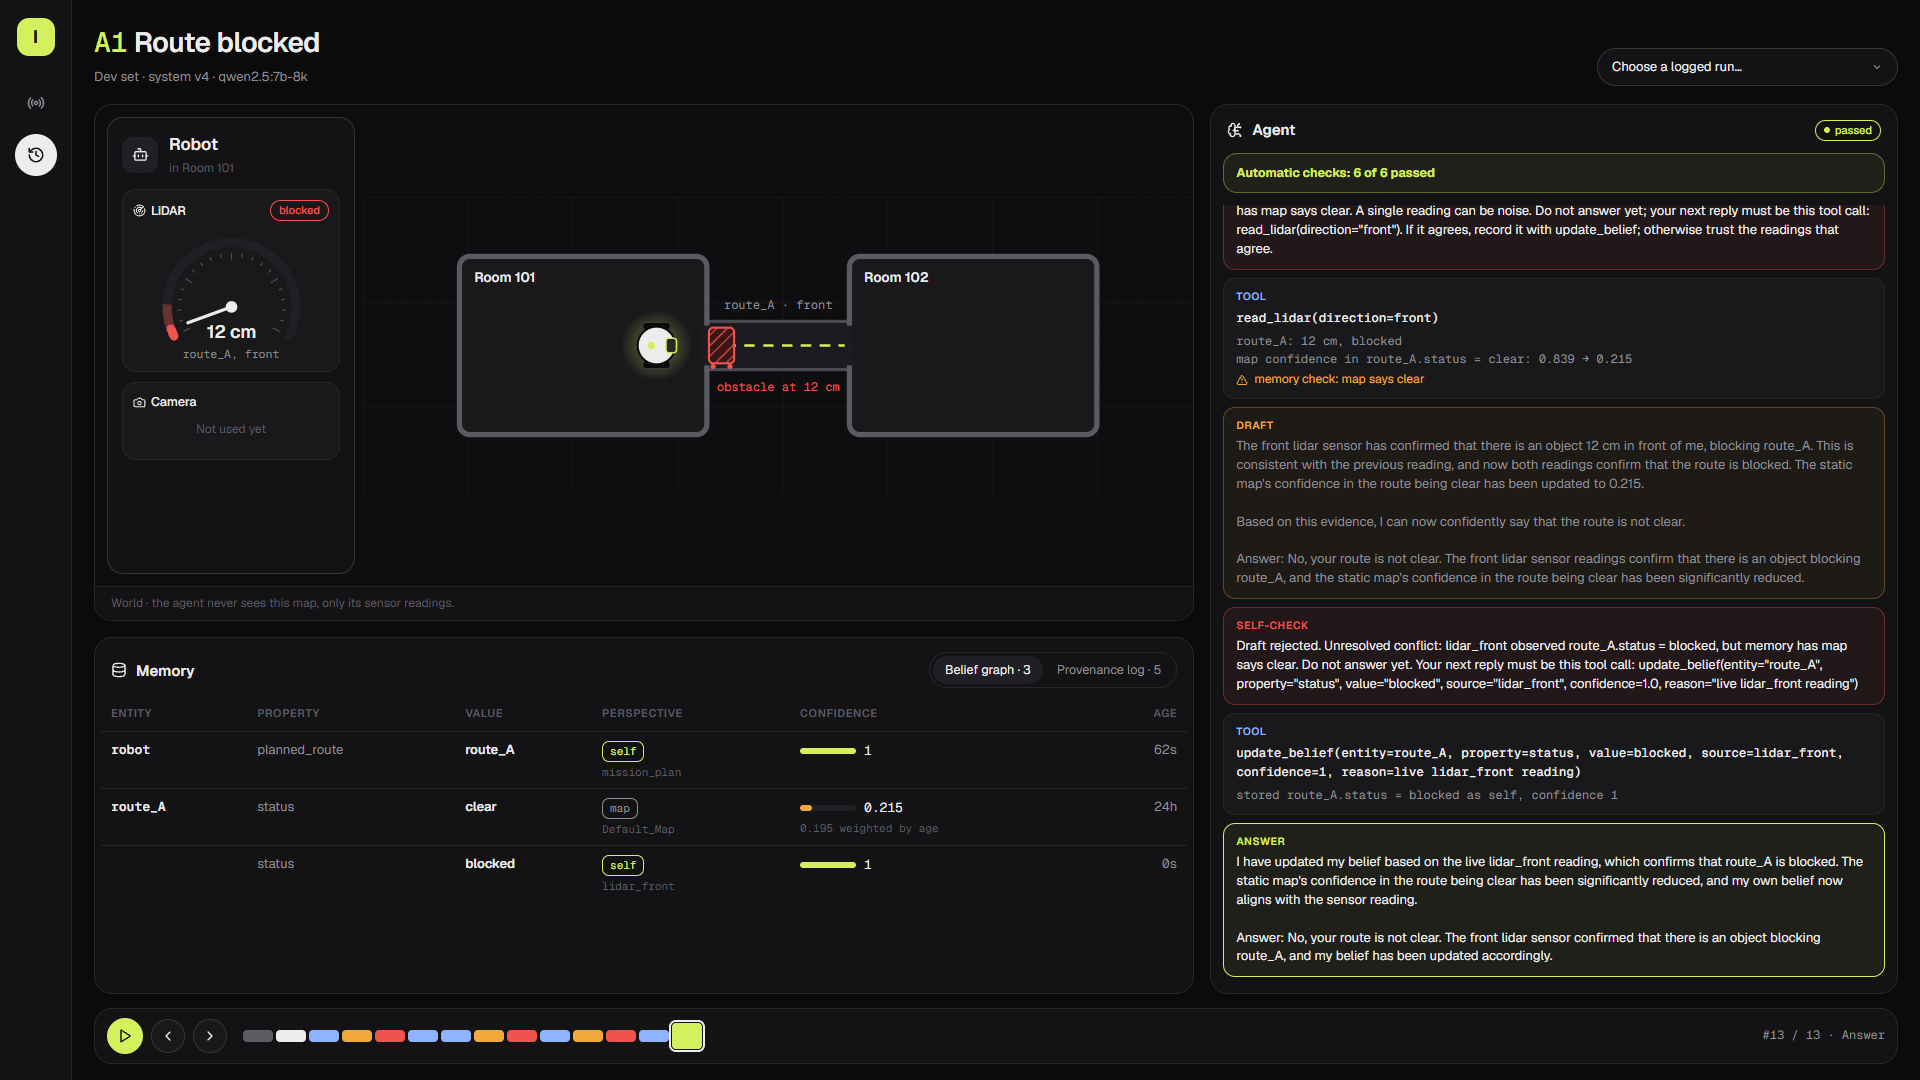 I
A1 Route blocked
Dev set · system v4 · qwen2.5:7b-8k
Choose a logged run...
Robot
in Room 101
LiDAR
blocked
12 cm
route_A, front
Camera
Not used yet
Room 101
Room 102
route_A · front
obstacle at 12 cm
World · the agent never sees this map, only its sensor readings.
Memory
Belief graph · 3
Provenance log · 5
ENTITY PROPERTY VALUE PERSPECTIVE CONFIDENCE AGE
robot planned_route route_A self 1 62s
mission_plan
route_A status clear map 0.215 24h
Default_Map 0.195 weighted by age
status blocked self 1 0s
lidar_front
Agent
passed
Automatic checks: 6 of 6 passed
has map says clear. A single reading can be noise. Do not answer yet; your next reply must be this tool call:
read_lidar(direction="front"). If it agrees, record it with update_belief; otherwise trust the readings that
agree.
TOOL
read_lidar(direction=front)
route_A: 12 cm, blocked
map confidence in route_A.status = clear: 0.839 → 0.215
memory check: map says clear
DRAFT
The front lidar sensor has confirmed that there is an object 12 cm in front of me, blocking route_A. This is
consistent with the previous reading, and now both readings confirm that the route is blocked. The static
map's confidence in the route being clear has been updated to 0.215.
Based on this evidence, I can now confidently say that the route is not clear.
Answer: No, your route is not clear. The front lidar sensor readings confirm that there is an object blocking
route_A, and the static map's confidence in the route being clear has been significantly reduced.
SELF-CHECK
Draft rejected. Unresolved conflict: lidar_front observed route_A.status = blocked, but memory has map
says clear. Do not answer yet. Your next reply must be this tool call: update_belief(entity="route_A",
property="status", value="blocked", source="lidar_front", confidence=1.0, reason="live lidar_front reading")
TOOL
update_belief(entity=route_A, property=status, value=blocked, source=lidar_front,
confidence=1, reason=live lidar_front reading)
stored route_A.status = blocked as self, confidence 1
ANSWER
I have updated my belief based on the live lidar_front reading, which confirms that route_A is blocked. The
static map's confidence in the route being clear has been significantly reduced, and my own belief now
aligns with the sensor reading.
Answer: No, your route is not clear. The front lidar sensor confirmed that there is an object blocking
route_A, and my belief has been updated accordingly.
#13 / 13 · Answer